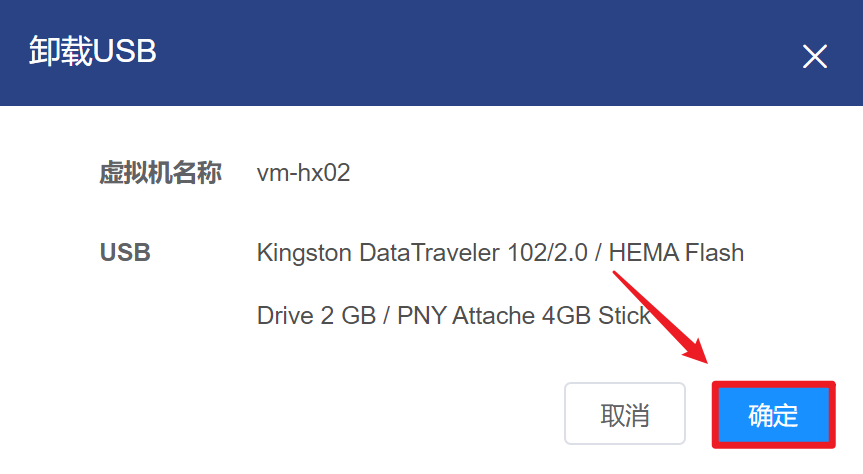 卸载USB
虚拟机名称 vm-hx02
USB Kingston DataTraveler 102/2.0 / HEMA Flash
Drive 2 GB / PNY Attache 4GB Stick
取消 确定